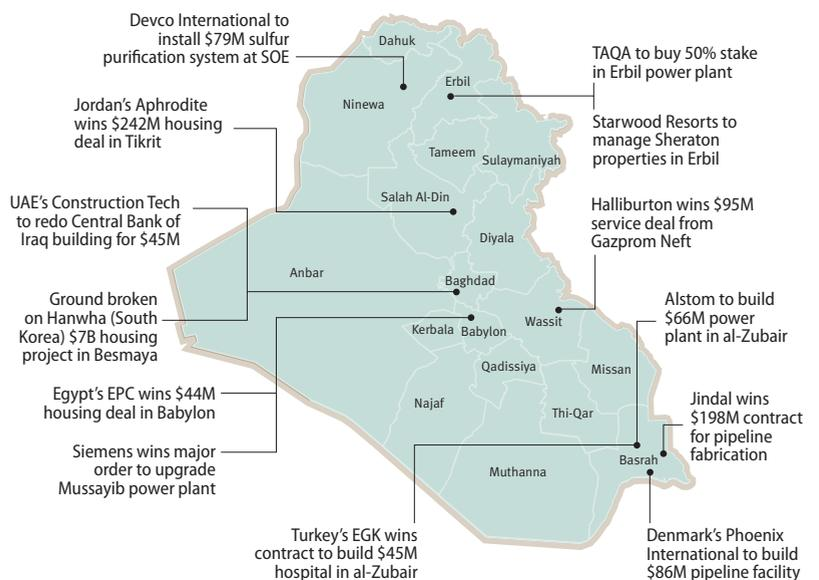 Devco International to
install $79M sulfur
purification system at SOE
Jordan's Aphrodite
wins $242M housing
deal in Tikrit
UAE's Construction Tech
to redo Central Bank of
Iraq building for $45M
Ground broken
on Hanwha (South
Korea) $7B housing
project in Besmaya
Egypt's EPC wins $44M
housing deal in Babylon
Siemens wins major
order to upgrade
Mussayib power plant
Turkey's EGK wins
contract to build $45M
hospital in al-Zubair
TAQA to buy 50% stake
in Erbil power plant
Starwood Resorts to
manage Sheraton
properties in Erbil
Halliburton wins $95M
service deal from
Gazprom Neft
Alstom to build
$66M power
plant in al-Zubair
Jindal wins
$198M contract
for pipeline
fabrication
Denmark's Phoenix
International to build
$86M pipeline facility
Dahuk
Erbil
Ninewa
Tameem
Sulaymaniyah
Salah Al-Din
Diyala
Anbar
Baghdad
Kerbala
Babylon
Wassit
Qadissiya
Missan
Najaf
Thi-Qar
Basrah
Muthanna